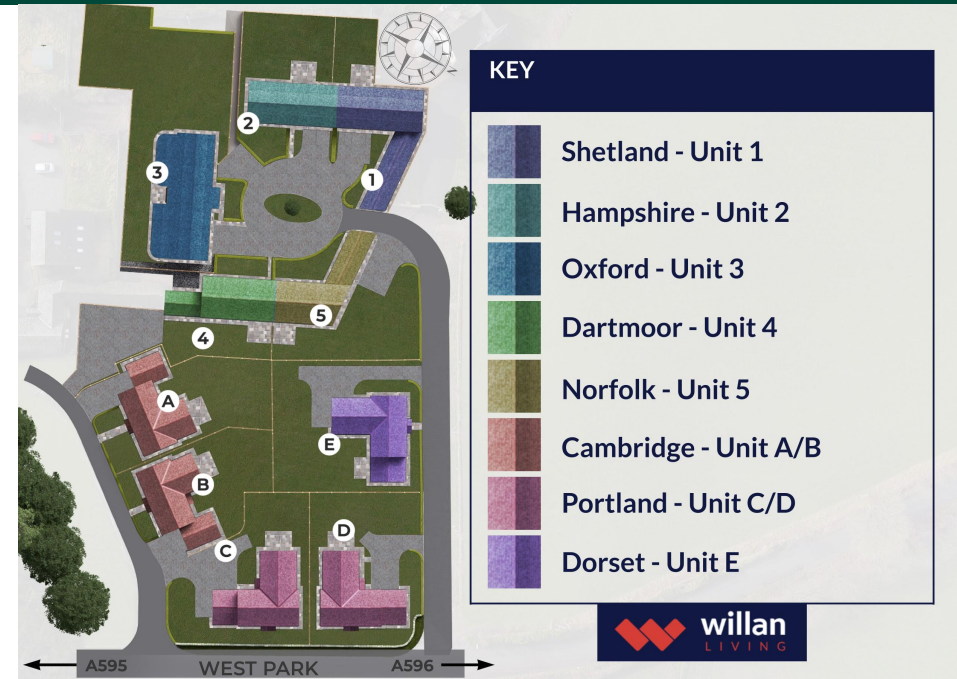 2
3
1
5
4
A
E
B
D
C
A595
WEST PARK
A596
KEY
Shetland - Unit 1
Hampshire - Unit 2
Oxford - Unit 3
Dartmoor - Unit 4
Norfolk - Unit 5
Cambridge - Unit A/B
Portland - Unit C/D
Dorset - Unit E
willan
LIVING